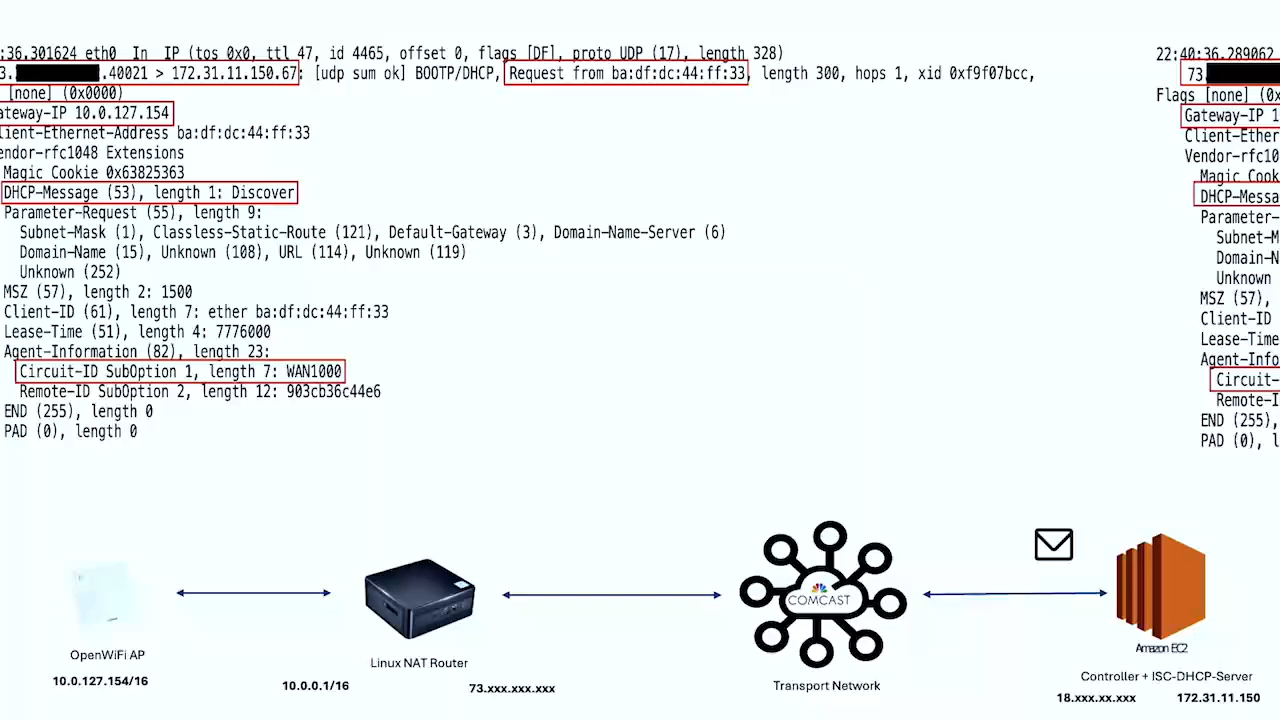 :36.301624 eth0 In IP (tos 0x0, ttl 47, id 4465, offset 0, flags [DF], proto UDP (17), length 328)
3. .40021 > 172.31.11.150.67: [udp sum ok] BOOTP/DHCP, Request from ba:df:dc:44:ff:33, length 300, hops 1, xid 0xf9f07bcc,
[none] (0x0000)
ateway-IP 10.0.127.154
lient-Ethernet-Address ba:df:dc:44:ff:33
endor-rfc1048 Extensions
Magic Cookie 0x63825363
DHCP-Message (53), length 1: Discover
Parameter-Request (55), length 9:
Subnet-Mask (1), Classless-Static-Route (121), Default-Gateway (3), Domain-Name-Server (6)
Domain-Name (15), Unknown (108), URL (114), Unknown (119)
Unknown (252)
MSZ (57), length 2: 1500
Client-ID (61), length 7: ether ba:df:dc:44:ff:33
Lease-Time (51), length 4: 7776000
Agent-Information (82), length 23:
Circuit-ID SubOption 1, length 7: WAN1000
Remote-ID SubOption 2, length 12: 903cb36c44e6
END (255), length 0
PAD (0), length 0
22:40:36.289062
73.
Flags [none] (0x
Gateway-IP 1
Client-Ether
Vendor-rfc10
Magic Cook
DHCP-Messa
Parameter-
Subnet-M
Domain-N
Unknown
MSZ (57),
Client-ID
Lease-Time
Agent-Info
Circuit-
Remote-I
END (255),
PAD (0), l
COMCAST
OpenWiFi AP
10.0.127.154/16
Linux NAT Router
10.0.0.1/16
73.xxx.xxx.xxx
Transport Network
Amazon EC2
Controller + ISC-DHCP-Server
18.xxx.xx.xxx
172.31.11.150